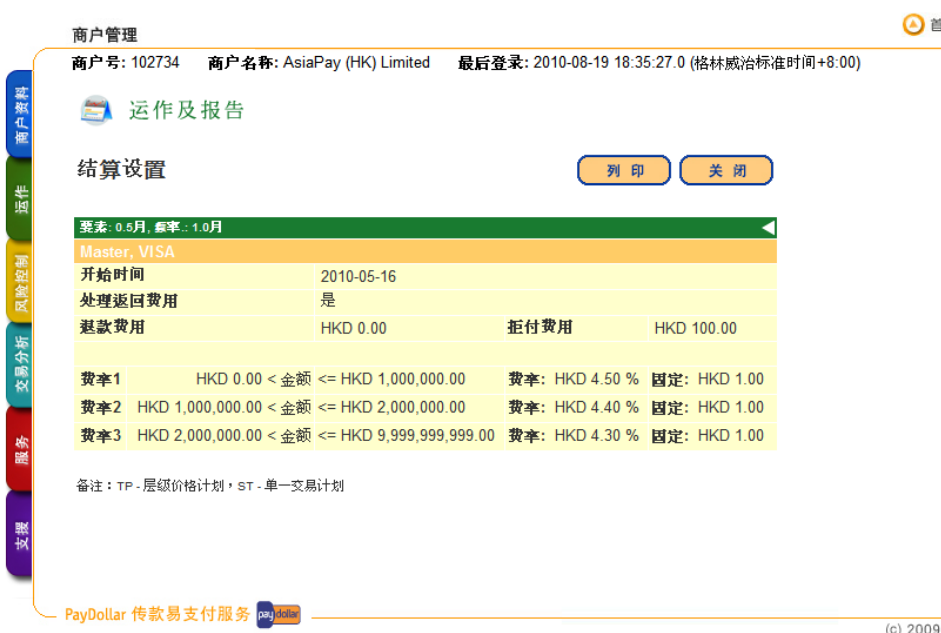 首
商户管理
商户号: 102734 商户名称: AsiaPay (HK) Limited 最后登录: 2010-08-19 18:35:27.0 (格林威治标准时间+8:00)
商户资料
运作及报告
结算设置
列 印 关 闭
运作
要素: 0.5月, 频率.: 1.0月
Master, VISA
开始时间 2010-05-16
处理返回费用 是
风险控制
退款费用 HKD 0.00 拒付费用 HKD 100.00
交易分析
费率1 HKD 0.00 < 金额 <= HKD 1,000,000.00 费率: HKD 4.50 % 固定: HKD 1.00
费率2 HKD 1,000,000.00 < 金额 <= HKD 2,000,000.00 费率: HKD 4.40 % 固定: HKD 1.00
费率3 HKD 2,000,000.00 < 金额 <= HKD 9,999,999,999.00 费率: HKD 4.30 % 固定: HKD 1.00
服务
备注：TP - 层级价格计划，ST - 单一交易计划
支援
PayDollar 传款易支付服务 paydollar
(c) 2009